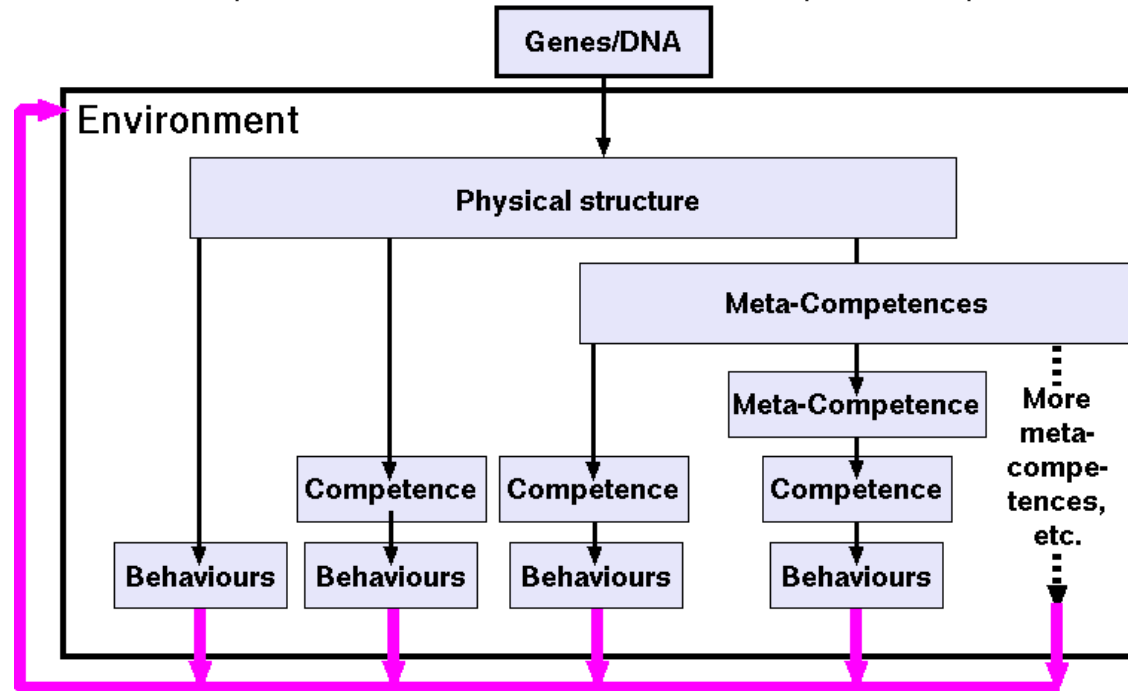 Genes/DNA
Environment
Physical structure
Meta-Competences
Meta-Competence
More
meta-
compe-
tences,
etc.
Competence
Competence
Competence
Behaviours
Behaviours
Behaviours
Behaviours